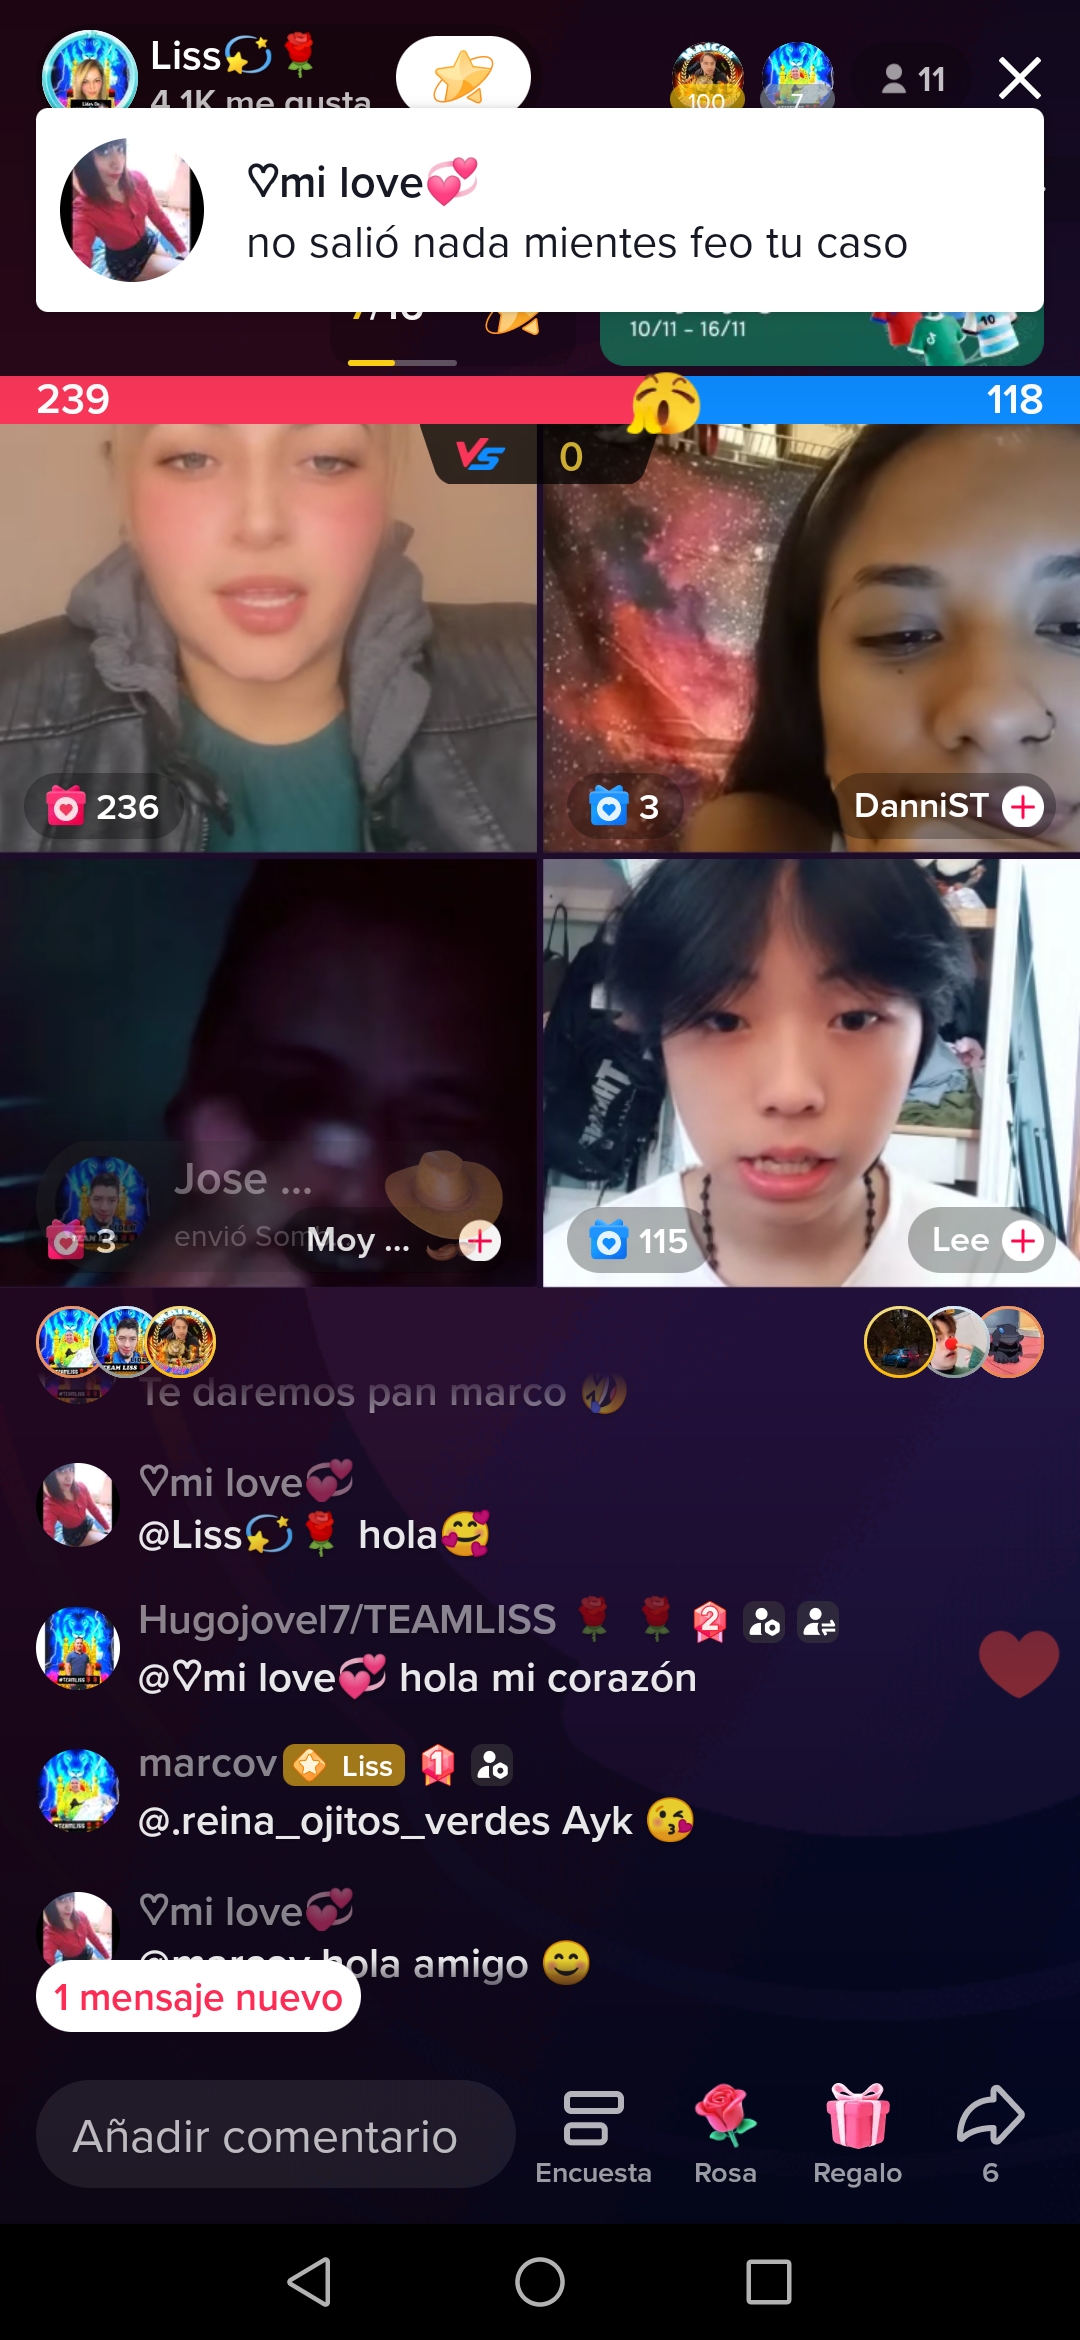 Liss💫🌹
4.1K me gusta
100
7
11
♡mi love💞
no salió nada mientes feo tu caso
7/16
10/11 - 16/11
239
118
VS
0
236
3
DanniST
Jose ...
envió Som
3
Moy ...
115
Lee
Te daremos pan marco 🤣
♡mi love💞
@Liss💫🌹 hola🥰
Hugojovel7/TEAMLISS 🌹 🌹 2
@♡mi love💞 hola mi corazón
marcov Liss 1
@.reina_ojitos_verdes Ayk 😘
♡mi love💞
@marcov hola amigo 😊
1 mensaje nuevo
Añadir comentario
Encuesta
Rosa
Regalo
6